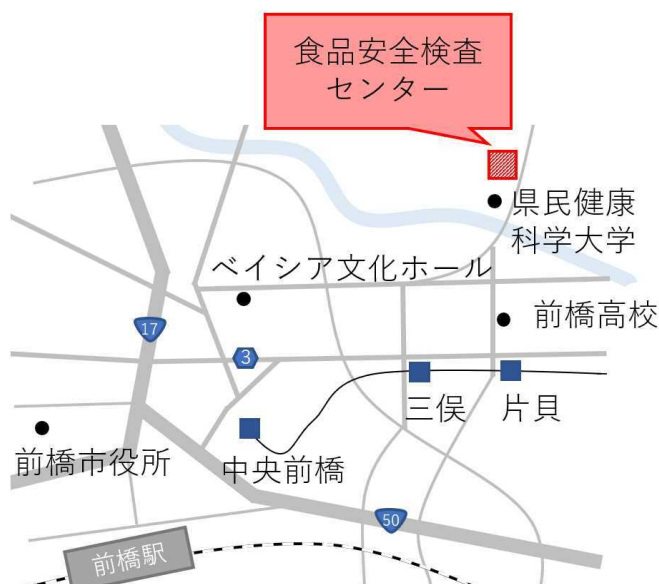 食品安全検査
センター
県民健康
科学大学
ベイシア文化ホール
前橋高校
17
3
三俣
片貝
前橋市役所
中央前橋
50
前橋駅